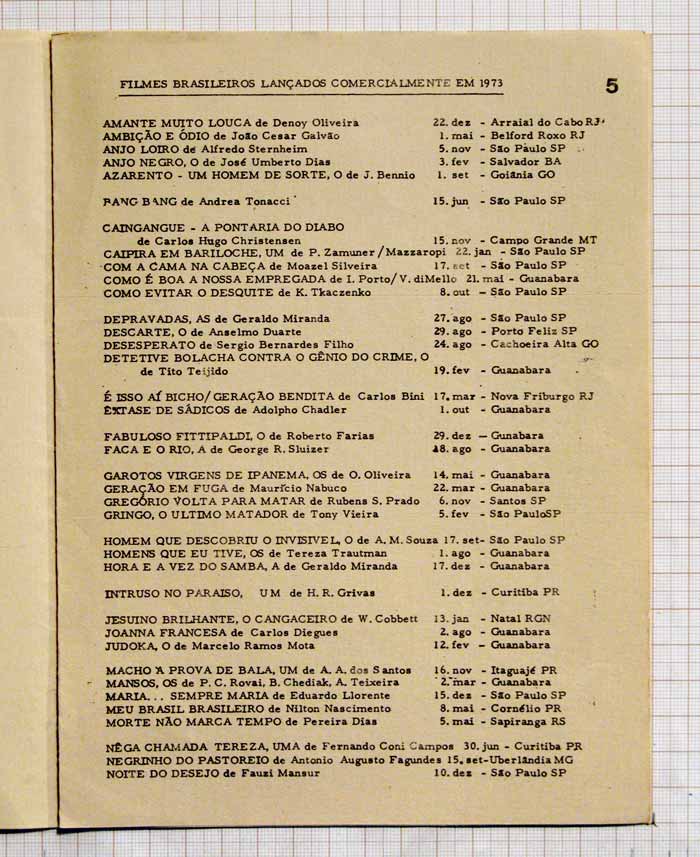 FILMES BRASILEIROS LANÇADOS COMERCIALMENTE EM 1973
5
AMANTE MUITO LOUCA de Denoy Oliveira 22. dez - Arraial do Cabo RJ
AMBIÇÃO E ÓDIO de João Cesar Galvão 1. mai - Belford Roxo RJ
ANJO LOIRO de Alfredo Sternheim 5. nov - São Paulo SP
ANJO NEGRO, O de José Umberto Dias 3. fev - Salvador BA
AZARENTO - UM HOMEM DE SORTE, O de J. Bennio 1. set - Goiânia GO
BANG BANG de Andrea Tonacci 15. jun - São Paulo SP
CAINGANGUE - A PONTARIA DO DIABO
de Carlos Hugo Christensen 15. nov - Campo Grande MT
CAIPIRA EM BARILOCHE, UM de P. Zamuner/Mazzaropi 22. jan - São Paulo SP
COM A CAMA NA CABEÇA de Moazel Silveira 17. set - São Paulo SP
COMO É BOA A NOSSA EMPREGADA de I. Porto/V. diMello 21. mai - Guanabara
COMO EVITAR O DESQUITE de K. Tkaczenko 8. out - São Paulo SP
DEPRAVADAS, AS de Geraldo Miranda 27. ago - São Paulo SP
DESCARTE, O de Anselmo Duarte 29. ago - Porto Feliz SP
DESESPERATO de Sergio Bernardes Filho 24. ago - Cachoeira Alta GO
DETETIVE BOLACHA CONTRA O GÊNIO DO CRIME, O
de Tito Teijido 19. fev - Guanabara
É ISSO AÍ BICHO/GERAÇÃO BENDITA de Carlos Bini 17. mar - Nova Friburgo RJ
ÊXTASE DE SÁDICOS de Adolpho Chadler 1. out - Guanabara
FABULOSO FITTIPALDI, O de Roberto Farias 29. dez - Gunabara
FACA E O RIO, A de George R. Sluizer 18. ago - Guanabara
GAROTOS VIRGENS DE IPANEMA, OS de O. Oliveira 14. mai - Guanabara
GERAÇÃO EM FUGA de Maurício Nabuco 22. mar - Guanabara
GREGÓRIO VOLTA PARA MATAR de Rubens S. Prado 6. nov - Santos SP
GRINGO, O ULTIMO MATADOR de Tony Vieira 5. fev - São PauloSP
HOMEM QUE DESCOBRIU O INVISIVEL, O de A. M. Souza 17. set- São Paulo SP
HOMENS QUE EU TIVE, OS de Tereza Trautman 1. ago - Guanabara
HORA E A VEZ DO SAMBA, A de Geraldo Miranda 17. dez - Guanabara
INTRUSO NO PARAISO, UM de H. R. Grivas 1. dez - Curitiba PR
JESUINO BRILHANTE, O CANGACEIRO de W. Cobbett 13. jan - Natal RGN
JOANNA FRANCESA de Carlos Diegues 2. ago - Guanabara
JUDOKA, O de Marcelo Ramos Mota 12. fev - Guanabara
MACHO À PROVA DE BALA, UM de A. A. dos Santos 16. nov - Itaguajé PR
MANSOS, OS de P. C. Rovai, B. Chediak, A. Teixeira 2. mar - Guanabara
MARIA... SEMPRE MARIA de Eduardo Llorente 15. dez - São Paulo SP
MEU BRASIL BRASILEIRO de Nilton Nascimento 8. mai - Cornélio PR
MORTE NÃO MARCA TEMPO de Pereira Dias 5. mai - Sapiranga RS
NÊGA CHAMADA TEREZA, UMA de Fernando Coni Campos 30. jun - Curitiba PR
NEGRINHO DO PASTOREIO de Antonio Augusto Fagundes 15. set-Uberlândia MG
NOITE DO DESEJO de Fauzi Mansur 10. dez - São Paulo SP